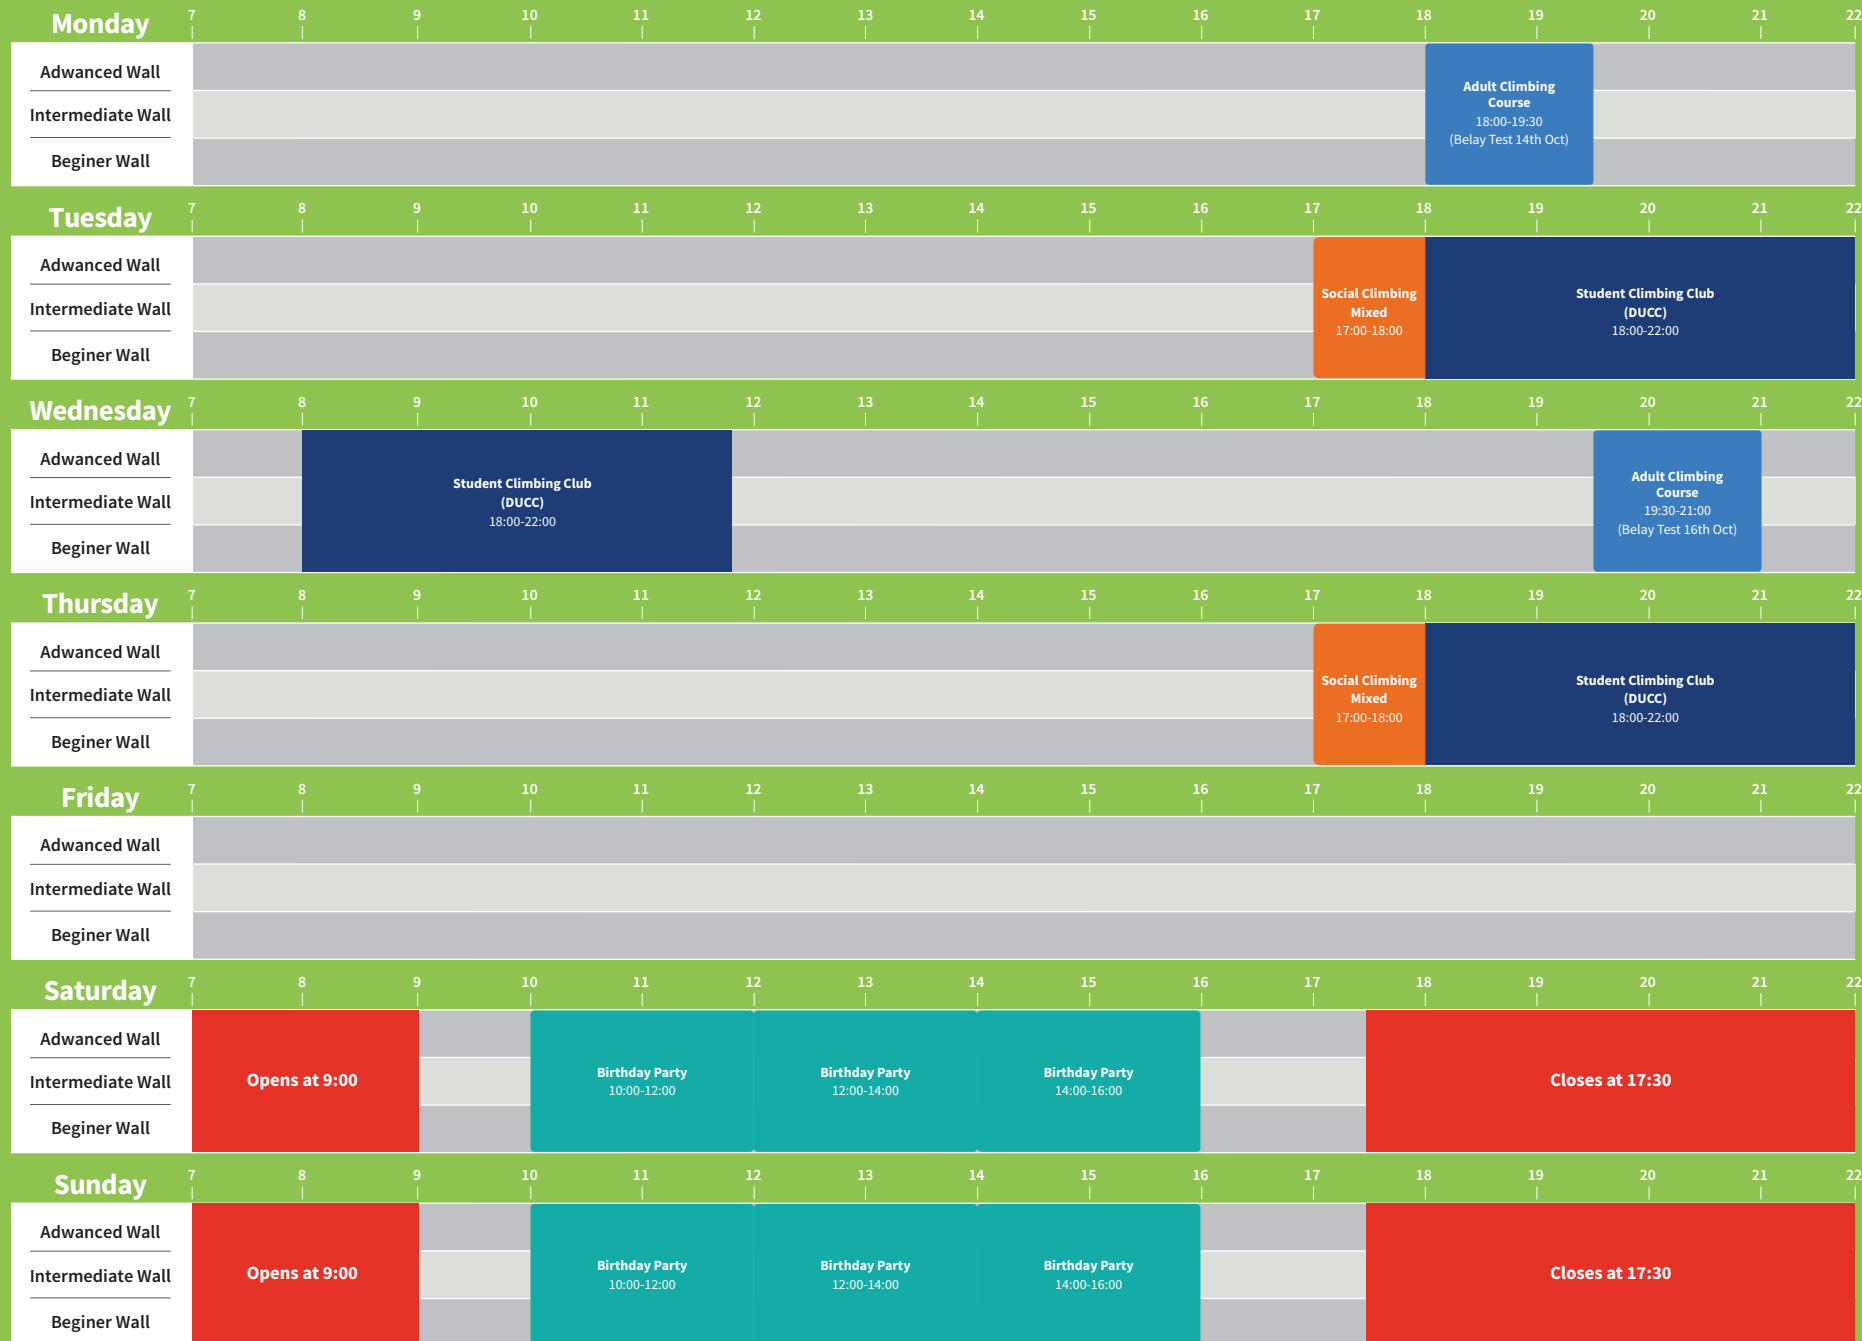 Monday 7 8 9 10 11 12 13 14 15 16 17 18 19 20 21 22
Adwanced Wall
Intermediate Wall
Beginer Wall
Adult Climbing
Course
18:00-19:30
(Belay Test 14th Oct)
Tuesday 7 8 9 10 11 12 13 14 15 16 17 18 19 20 21 22
Adwanced Wall
Intermediate Wall
Beginer Wall
Social Climbing
Mixed
17:00-18:00
Student Climbing Club
(DUCC)
18:00-22:00
Wednesday 7 8 9 10 11 12 13 14 15 16 17 18 19 20 21 22
Adwanced Wall
Intermediate Wall
Beginer Wall
Student Climbing Club
(DUCC)
18:00-22:00
Adult Climbing
Course
19:30-21:00
(Belay Test 16th Oct)
Thursday 7 8 9 10 11 12 13 14 15 16 17 18 19 20 21 22
Adwanced Wall
Intermediate Wall
Beginer Wall
Social Climbing
Mixed
17:00-18:00
Student Climbing Club
(DUCC)
18:00-22:00
Friday 7 8 9 10 11 12 13 14 15 16 17 18 19 20 21 22
Adwanced Wall
Intermediate Wall
Beginer Wall
Saturday 7 8 9 10 11 12 13 14 15 16 17 18 19 20 21 22
Adwanced Wall
Intermediate Wall
Beginer Wall
Opens at 9:00
Birthday Party
10:00-12:00
Birthday Party
12:00-14:00
Birthday Party
14:00-16:00
Closes at 17:30
Sunday 7 8 9 10 11 12 13 14 15 16 17 18 19 20 21 22
Adwanced Wall
Intermediate Wall
Beginer Wall
Opens at 9:00
Birthday Party
10:00-12:00
Birthday Party
12:00-14:00
Birthday Party
14:00-16:00
Closes at 17:30